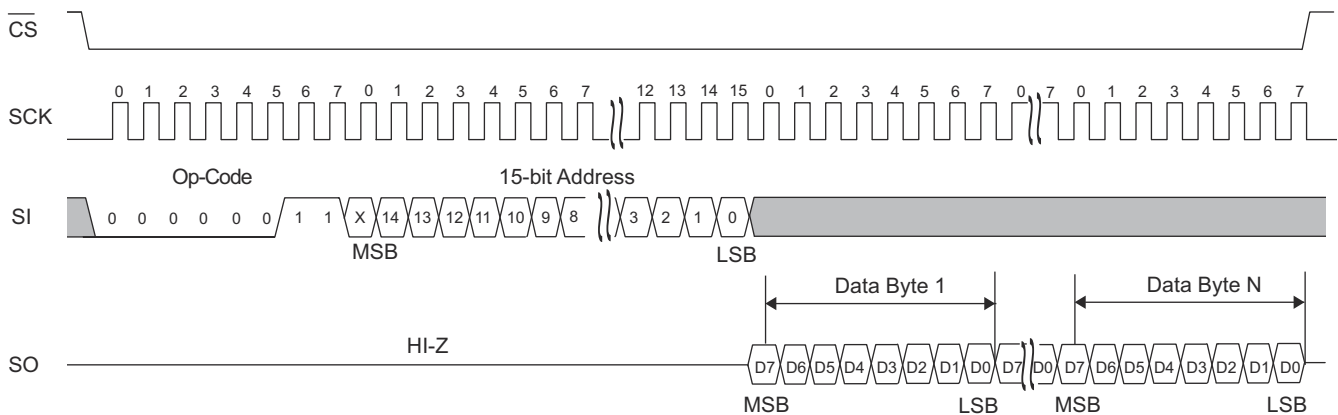 CS
0 1 2 3 4 5 6 7 0 1 2 3 4 5 6 7 12 13 14 15 0 1 2 3 4 5 6 7 0 7 0 1 2 3 4 5 6 7
SCK
Op-Code 15-bit Address
SI 0 0 0 0 0 0 1 1 X 14 13 12 11 10 9 8 3 2 1 0
MSB LSB
Data Byte 1 Data Byte N
HI-Z
SO D7 D6 D5 D4 D3 D2 D1 D0 D7 D0 D7 D6 D5 D4 D3 D2 D1 D0
MSB LSB MSB LSB